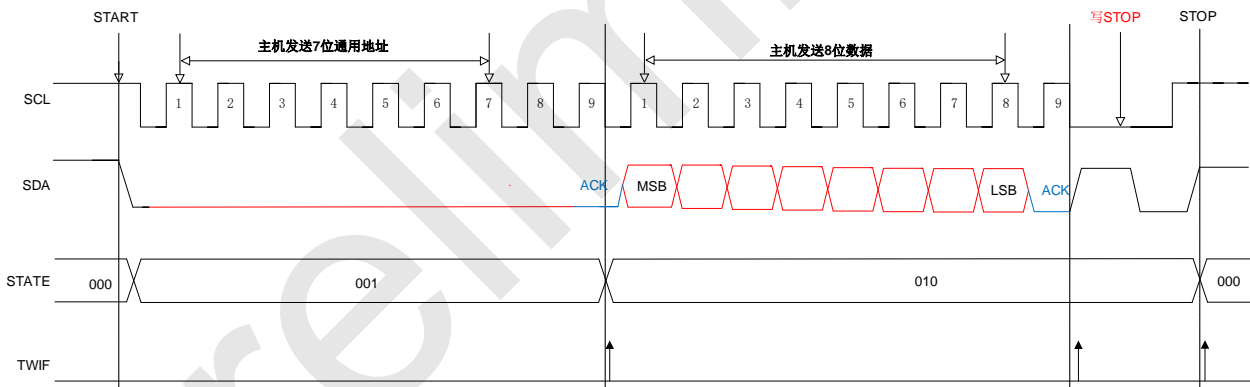 START
写STOP
STOP
主机发送7位通用地址
主机发送8位数据
SCL
1 2 3 4 5 6 7 8 9 1 2 3 4 5 6 7 8 9
SDA
ACK
MSB
LSB
ACK
STATE
000
001
010
000
TWIF
relim